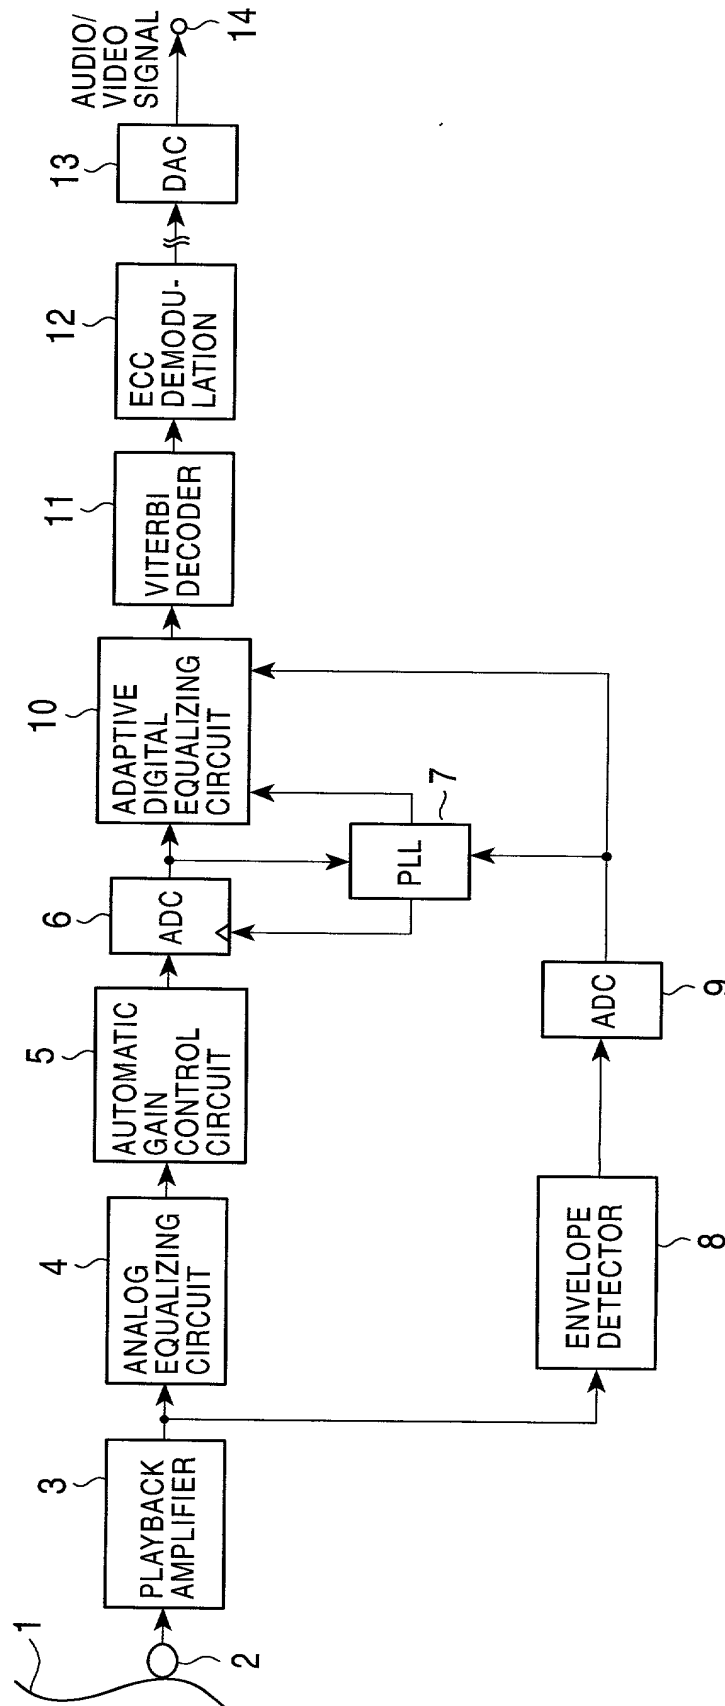 1
2
3
PLAYBACK
AMPLIFIER
4
ANALOG
EQUALIZING
CIRCUIT
5
AUTOMATIC
GAIN
CONTROL
CIRCUIT
6
ADC
7
PLL
8
ENVELOPE
DETECTOR
9
ADC
10
ADAPTIVE
DIGITAL
EQUALIZING
CIRCUIT
11
VITERBI
DECODER
12
ECC
DEMODU-
LATION
13
DAC
AUDIO/
VIDEO
SIGNAL
14